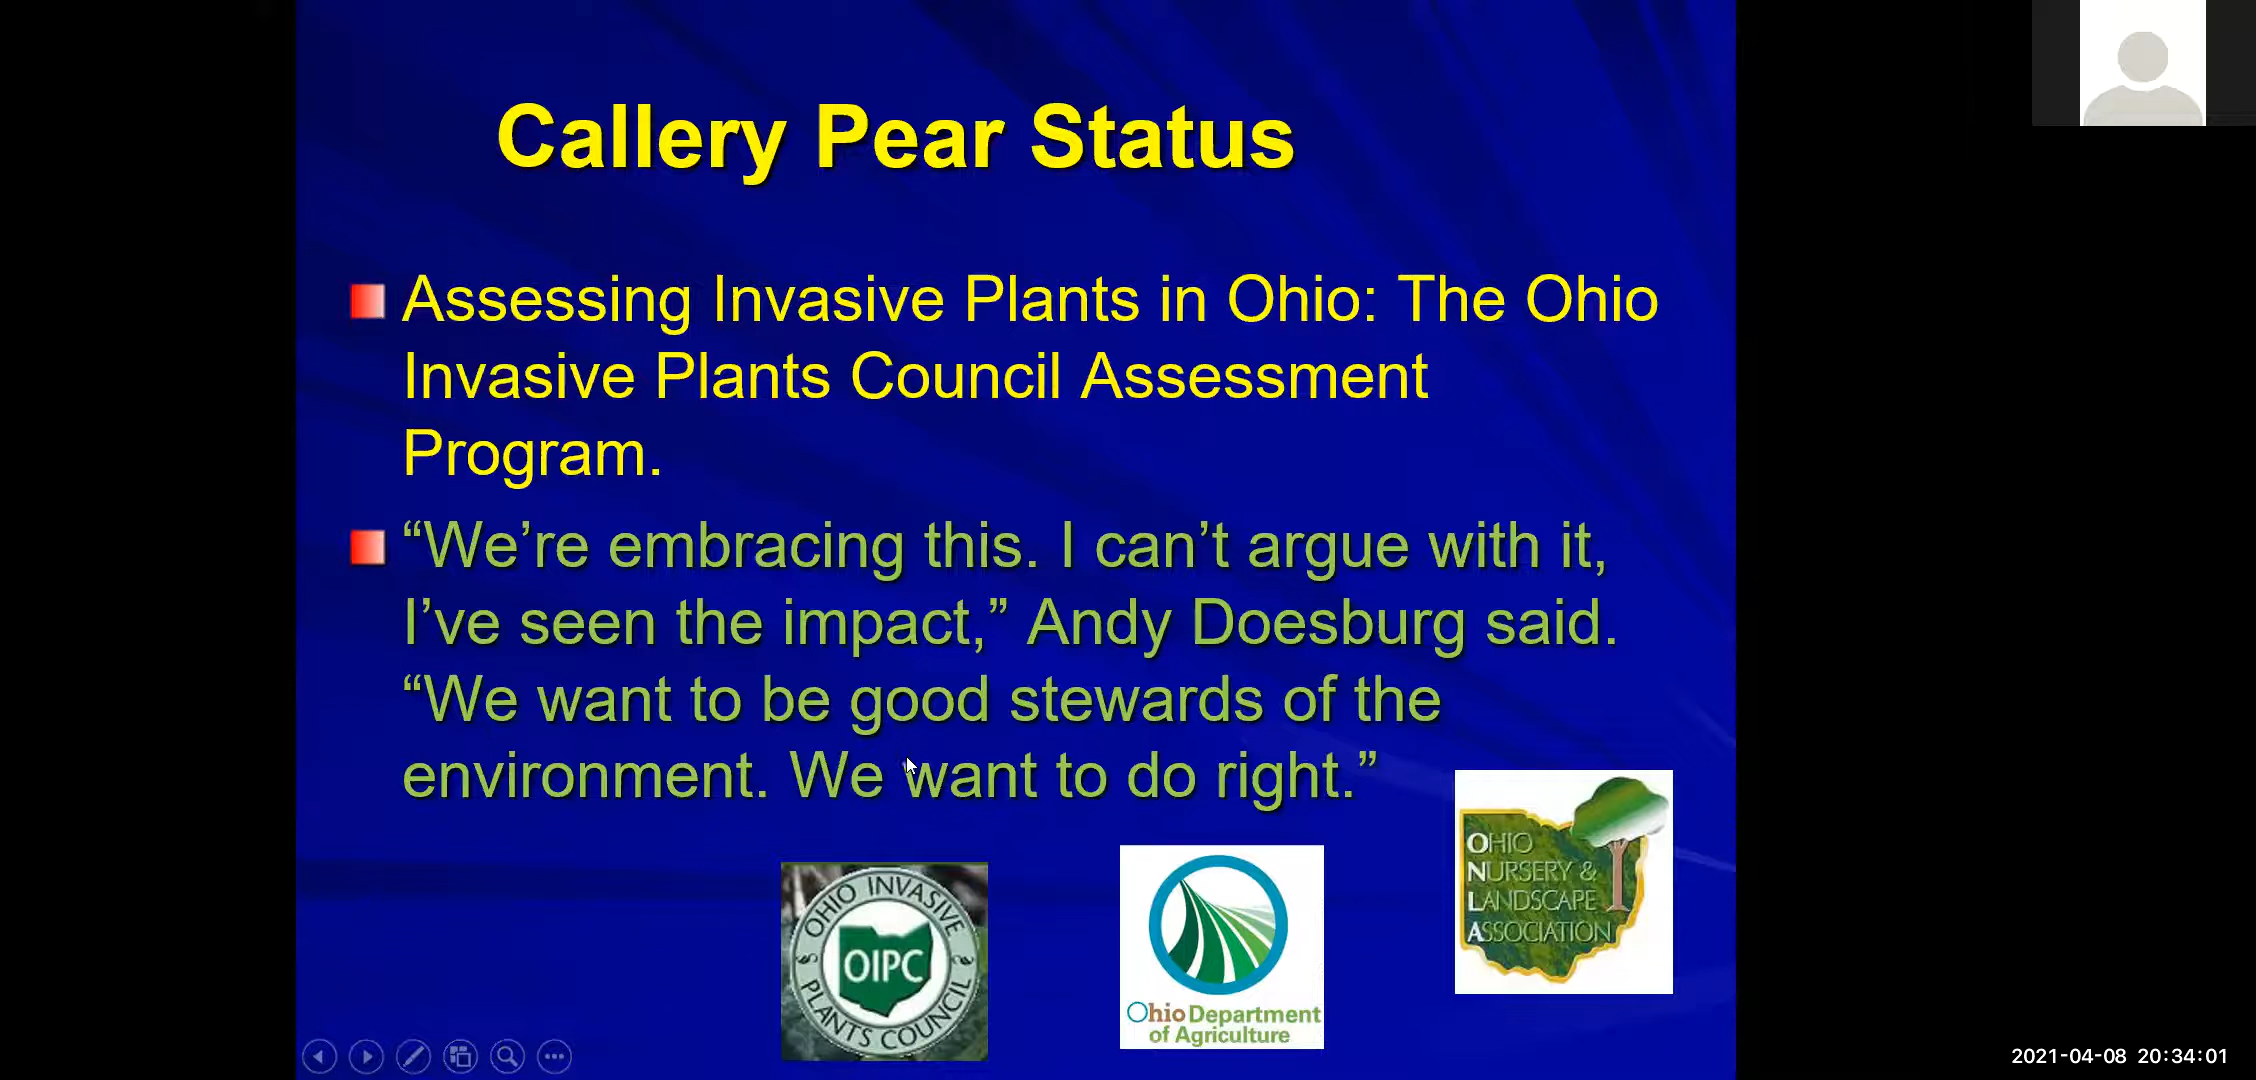 Callery Pear Status
Assessing Invasive Plants in Ohio: The Ohio
Invasive Plants Council Assessment
Program.
“We’re embracing this. I can’t argue with it,
I’ve seen the impact,” Andy Doesburg said.
“We want to be good stewards of the
environment. We want to do right.”
OHIO INVASIVE
OIPC
PLANTS COUNCIL
Ohio Department
of Agriculture
OHIO
NURSERY &
LANDSCAPE
ASSOCIATION
2021-04-08 20:34:01